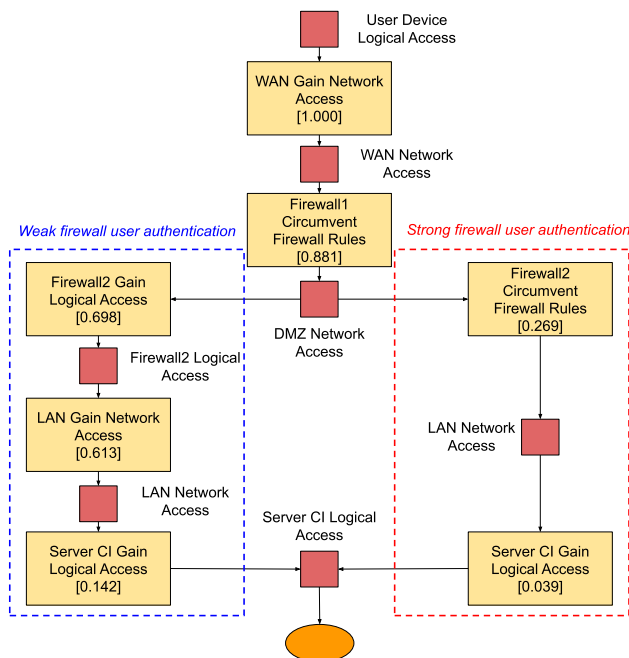 User Device
Logical Access
WAN Gain Network
Access
[1.000]
WAN Network
Access
Firewall1
Circumvent
Firewall Rules
[0.881]
Weak firewall user authentication
Strong firewall user authentication
Firewall2 Gain
Logical Access
[0.698]
Firewall2
Circumvent
Firewall Rules
[0.269]
DMZ Network
Access
Firewall2 Logical
Access
LAN Gain Network
Access
[0.613]
LAN Network
Access
LAN Network
Access
Server CI Logical
Access
Server CI Gain
Logical Access
[0.142]
Server CI Gain
Logical Access
[0.039]